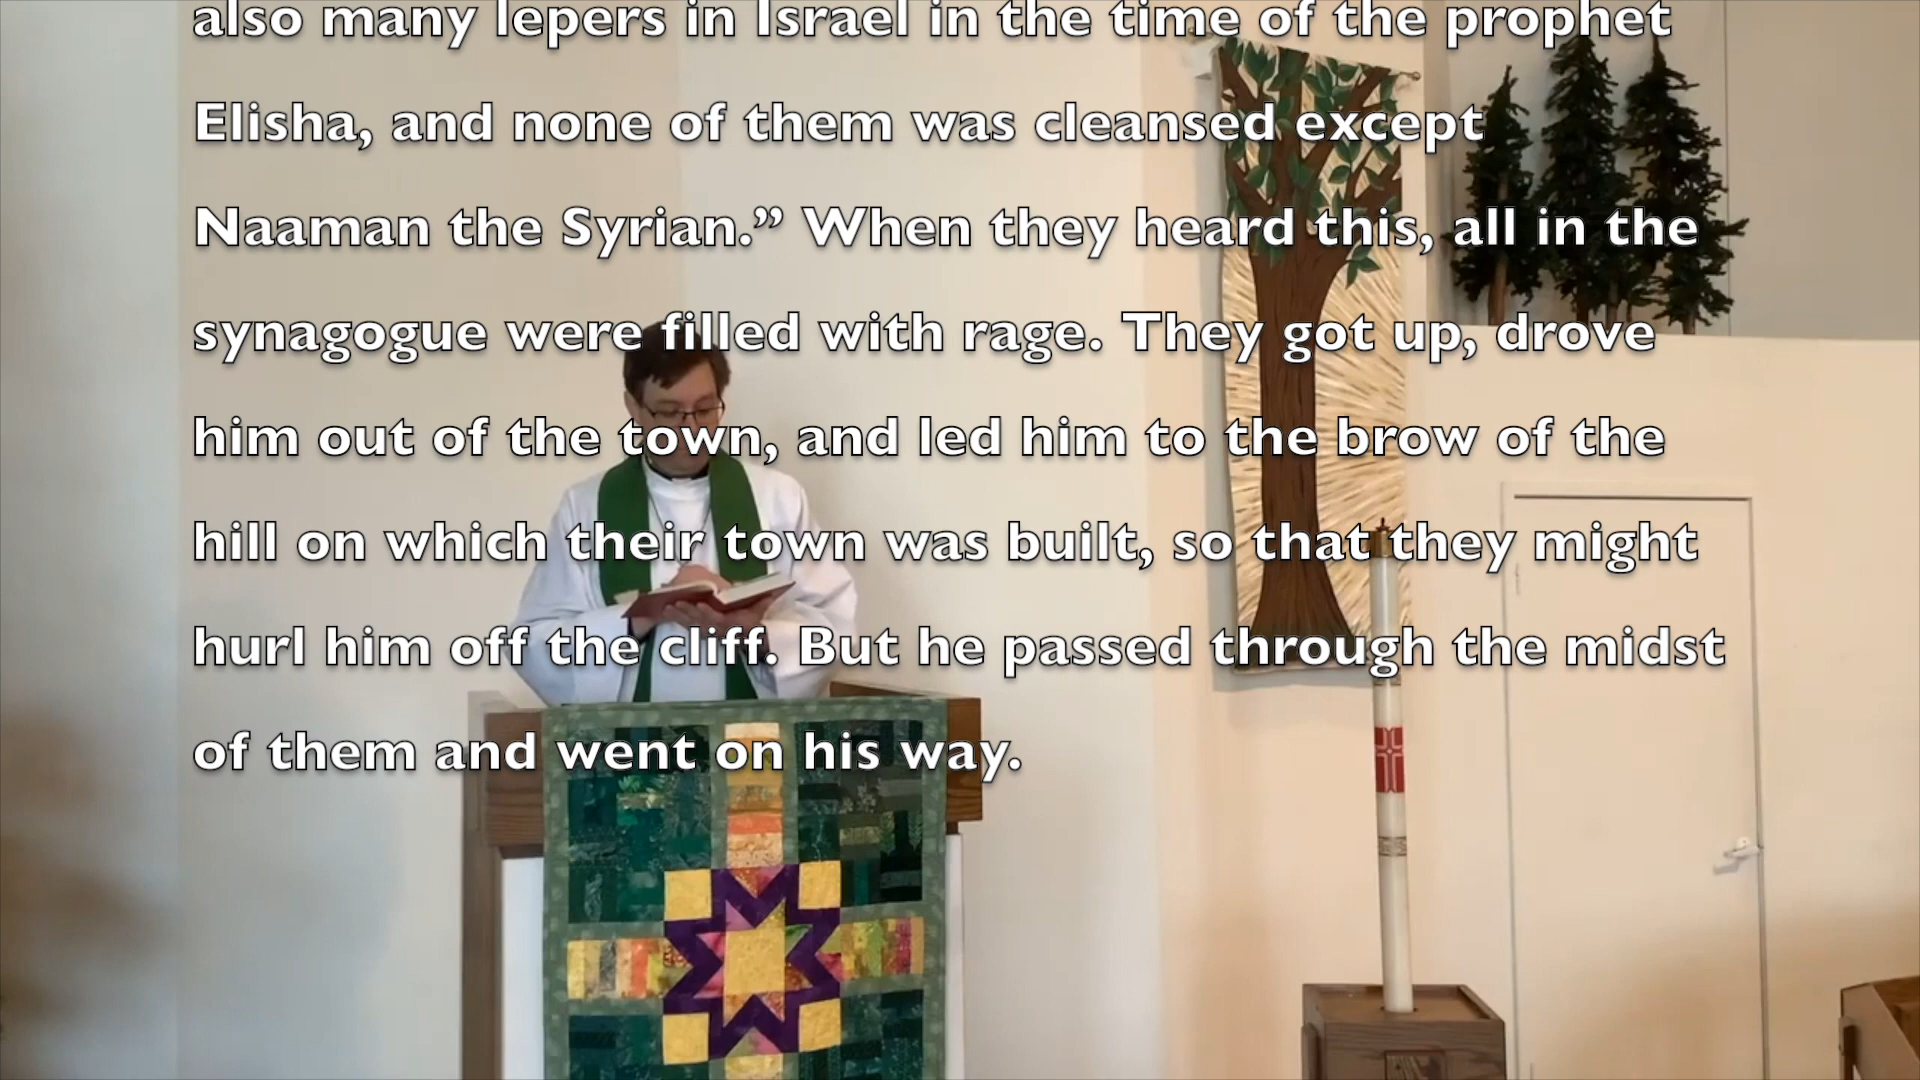 also many lepers in Israel in the time of the prophet
Elisha, and none of them was cleansed except
Naaman the Syrian.” When they heard this, all in the
synagogue were filled with rage. They got up, drove
him out of the town, and led him to the brow of the
hill on which their town was built, so that they might
hurl him off the cliff. But he passed through the midst
of them and went on his way.